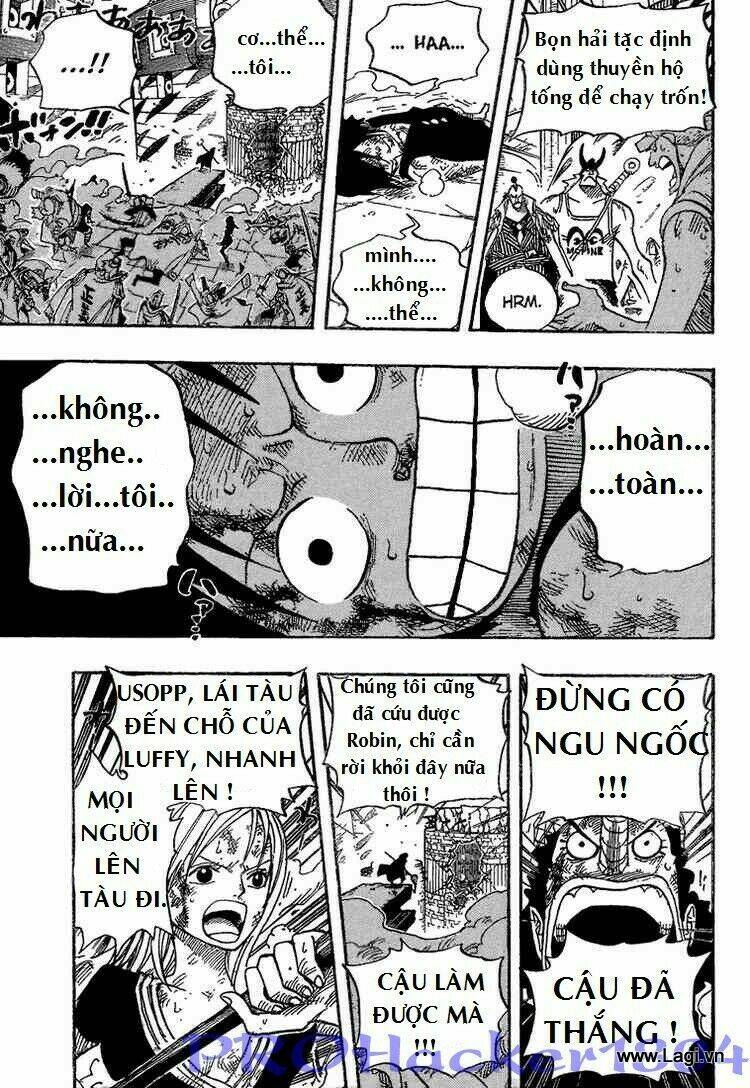 Bọn hải tặc định
dùng thuyền hộ
tống để chạy trốn!
HRM.
... HAA...
mình....
...không...
...thể...
cơ...thể...
...tôi...
...!!
...hoàn...
...toàn...
...không..
...nghe..
...lời...tôi..
...nữa...
ĐỪNG CÓ
NGU NGỐC
!!!
CẬU ĐÃ
THẮNG !
Chúng tôi cũng
đã cứu được
Robin, chỉ cần
rời khỏi đây nữa
thôi !
CẬU LÀM
ĐƯỢC MÀ
!!!
USOPP, LÁI TÀU
ĐẾN CHỖ CỦA
LUFFY, NHANH
LÊN !
MỌI
NGƯỜI
LÊN
TÀU ĐI.
PROHacker1304
www.Lagi.vn